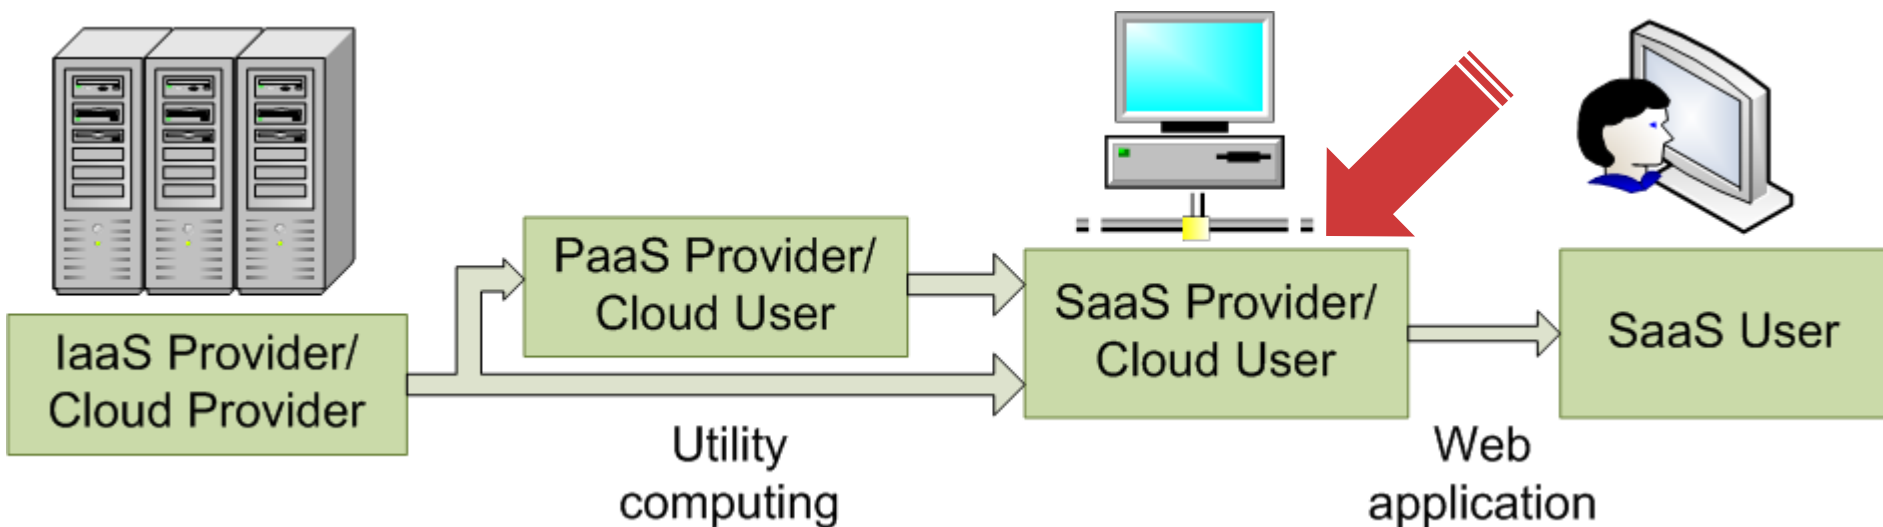 IaaS Provider/
Cloud Provider
PaaS Provider/
Cloud User
Utility
computing
SaaS Provider/
Cloud User
Web
application
SaaS User